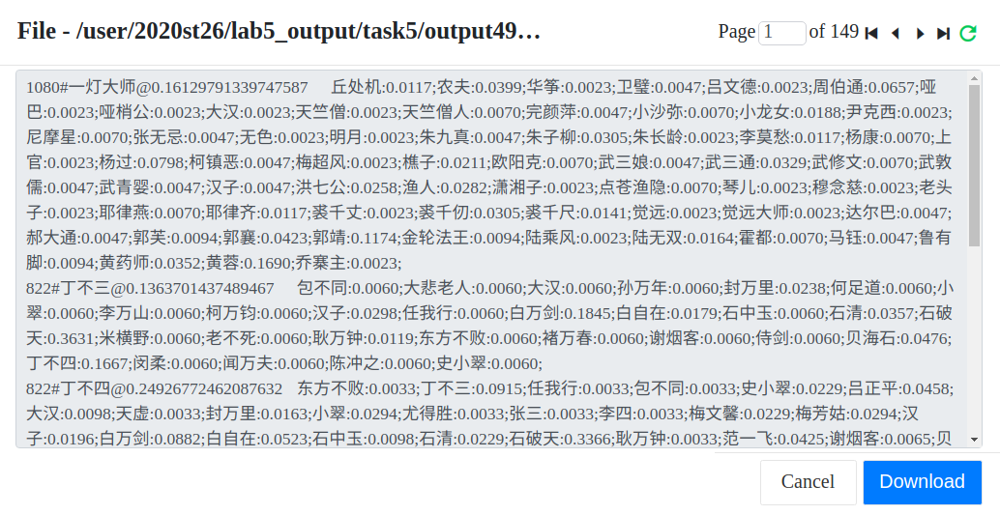 File - /user/2020st26/lab5_output/task5/output49…
Page 1 of 149
1080#一灯大师@0.16129791339747587 丘处机:0.0117;农夫:0.0399;华筝:0.0023;卫璧:0.0047;吕文德:0.0023;周伯通:0.0657;哑
巴:0.0023;哑梢公:0.0023;大汉:0.0023;天竺僧:0.0023;天竺僧人:0.0070;完颜萍:0.0047;小沙弥:0.0070;小龙女:0.0188;尹克西:0.0023;
尼摩星:0.0070;张无忌:0.0047;无色:0.0023;明月:0.0023;朱九真:0.0047;朱子柳:0.0305;朱长龄:0.0023;李莫愁:0.0117;杨康:0.0070;上
官:0.0023;杨过:0.0798;柯镇恶:0.0047;梅超风:0.0023;樵子:0.0211;欧阳克:0.0070;武三娘:0.0047;武三通:0.0329;武修文:0.0070;武敦
儒:0.0047;武青婴:0.0047;汉子:0.0047;洪七公:0.0258;渔人:0.0282;潇湘子:0.0023;点苍渔隐:0.0070;琴儿:0.0023;穆念慈:0.0023;老头
子:0.0023;耶律燕:0.0070;耶律齐:0.0117;裘千丈:0.0023;裘千仞:0.0305;裘千尺:0.0141;觉远:0.0023;觉远大师:0.0023;达尔巴:0.0047;
郝大通:0.0047;郭芙:0.0094;郭襄:0.0423;郭靖:0.1174;金轮法王:0.0094;陆乘风:0.0023;陆无双:0.0164;霍都:0.0070;马钰:0.0047;鲁有
脚:0.0094;黄药师:0.0352;黄蓉:0.1690;乔寨主:0.0023;
822#丁不三@0.1363701437489467 包不同:0.0060;大悲老人:0.0060;大汉:0.0060;孙万年:0.0060;封万里:0.0238;何足道:0.0060;小
翠:0.0060;李万山:0.0060;柯万钧:0.0060;汉子:0.0298;任我行:0.0060;白万剑:0.1845;白自在:0.0179;石中玉:0.0060;石清:0.0357;石破
天:0.3631;米横野:0.0060;老不死:0.0060;耿万钟:0.0119;东方不败:0.0060;褚万春:0.0060;谢烟客:0.0060;侍剑:0.0060;贝海石:0.0476;
丁不四:0.1667;闵柔:0.0060;闻万夫:0.0060;陈冲之:0.0060;史小翠:0.0060;
822#丁不四@0.24926772462087632 东方不败:0.0033;丁不三:0.0915;任我行:0.0033;包不同:0.0033;史小翠:0.0229;吕正平:0.0458;
大汉:0.0098;天虚:0.0033;封万里:0.0163;小翠:0.0294;尤得胜:0.0033;张三:0.0033;李四:0.0033;梅文馨:0.0229;梅芳姑:0.0294;汉
子:0.0196;白万剑:0.0882;白自在:0.0523;石中玉:0.0098;石清:0.0229;石破天:0.3366;耿万钟:0.0033;范一飞:0.0425;谢烟客:0.0065;贝
Cancel
Download